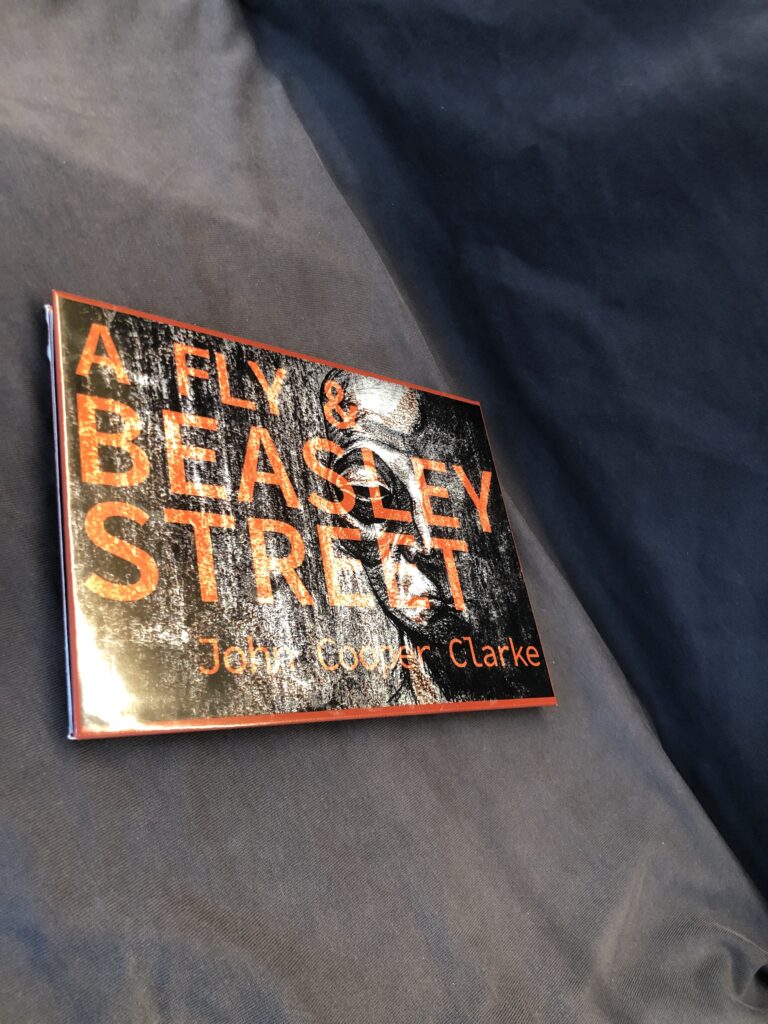 A FLY &
BEASLEY
STREET
John Cooper Clarke